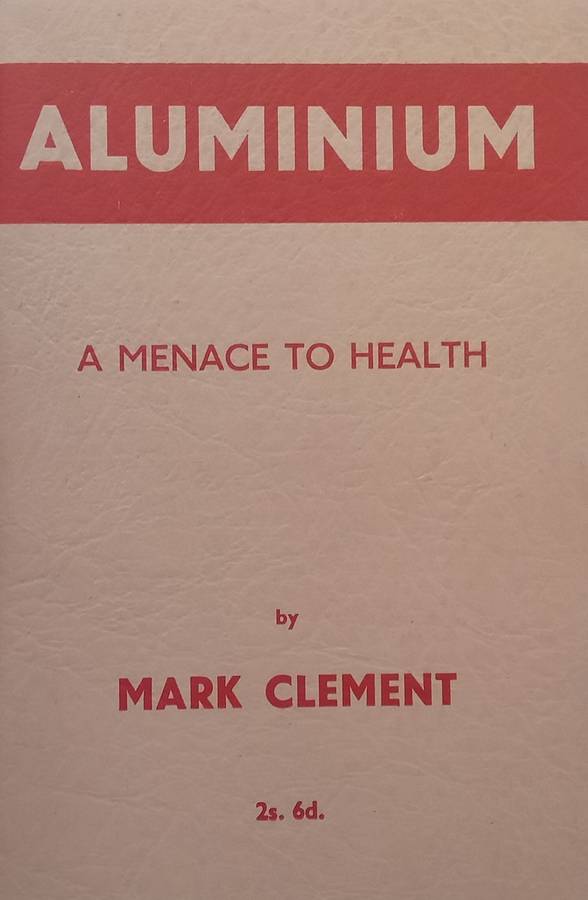 ALUMINIUM
A MENACE TO HEALTH
by
MARK CLEMENT
2s. 6d.